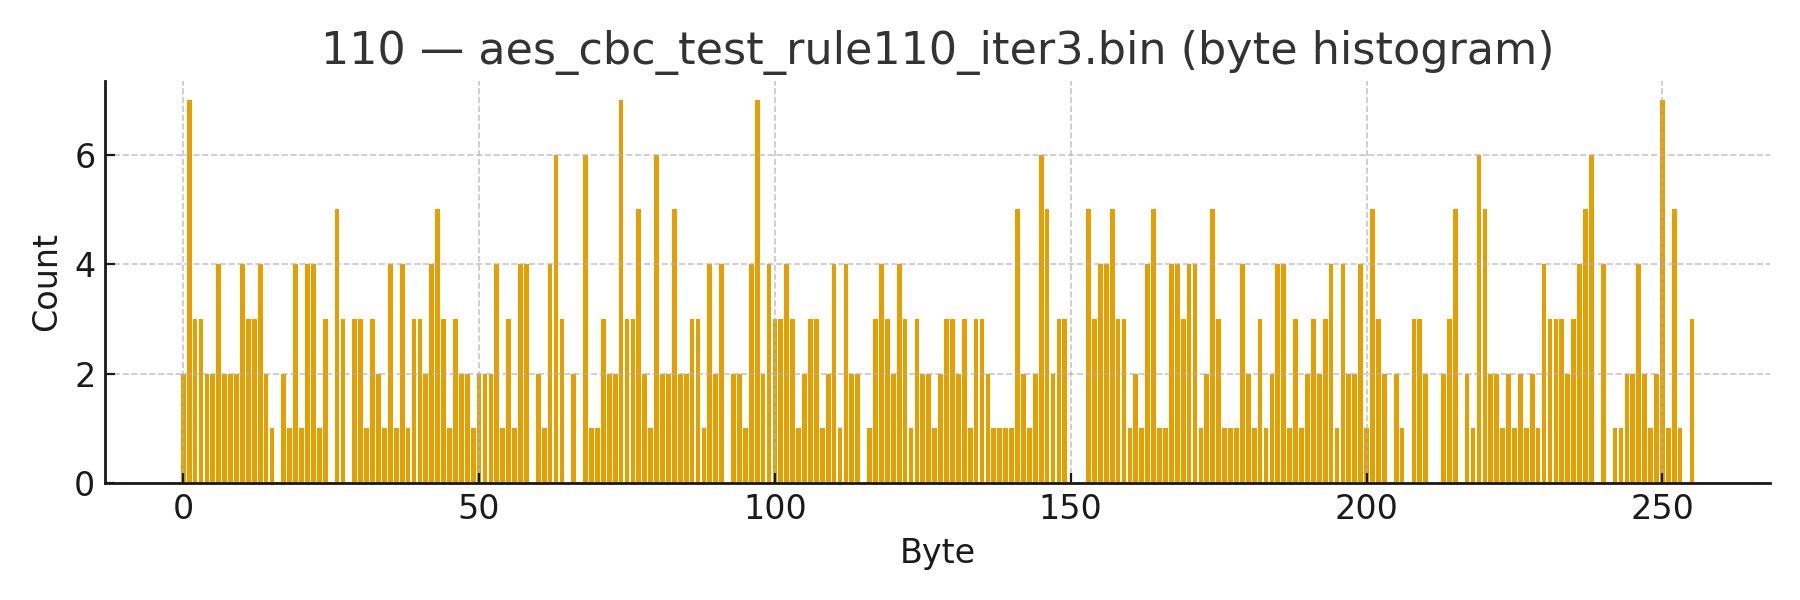 110 — aes_cbc_test_rule110_iter3.bin (byte histogram)
Count
6
4
2
0
0 50 100 150 200 250
Byte